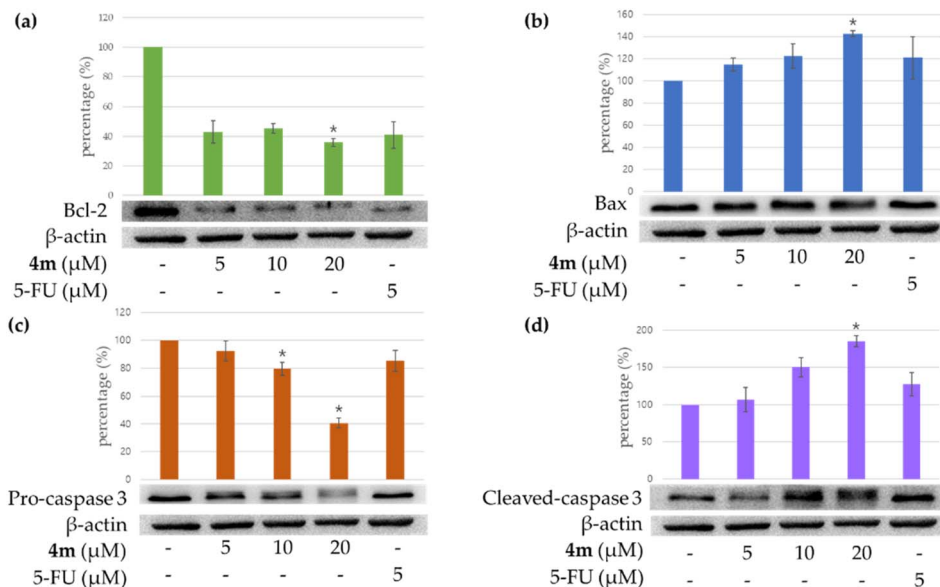 (a)
120
100
80
60
40
20
0
percentage (%)
*
Bcl-2
β-actin
4m (μM) - 5 10 20 -
5-FU (μM) - - - - 5
(b)
160
140
120
100
80
60
40
20
0
percentage (%)
*
Bax
β-actin
4m (μM) - 5 10 20 -
5-FU (μM) - - - - 5
(c)
120
100
80
60
40
20
0
percentage (%)
* *
Pro-caspase 3
β-actin
4m (μM) - 5 10 20 -
5-FU (μM) - - - - 5
(d)
200
150
100
50
0
percentage (%)
*
Cleaved-caspase 3
β-actin
4m (μM) - 5 10 20 -
5-FU (μM) - - - - 5